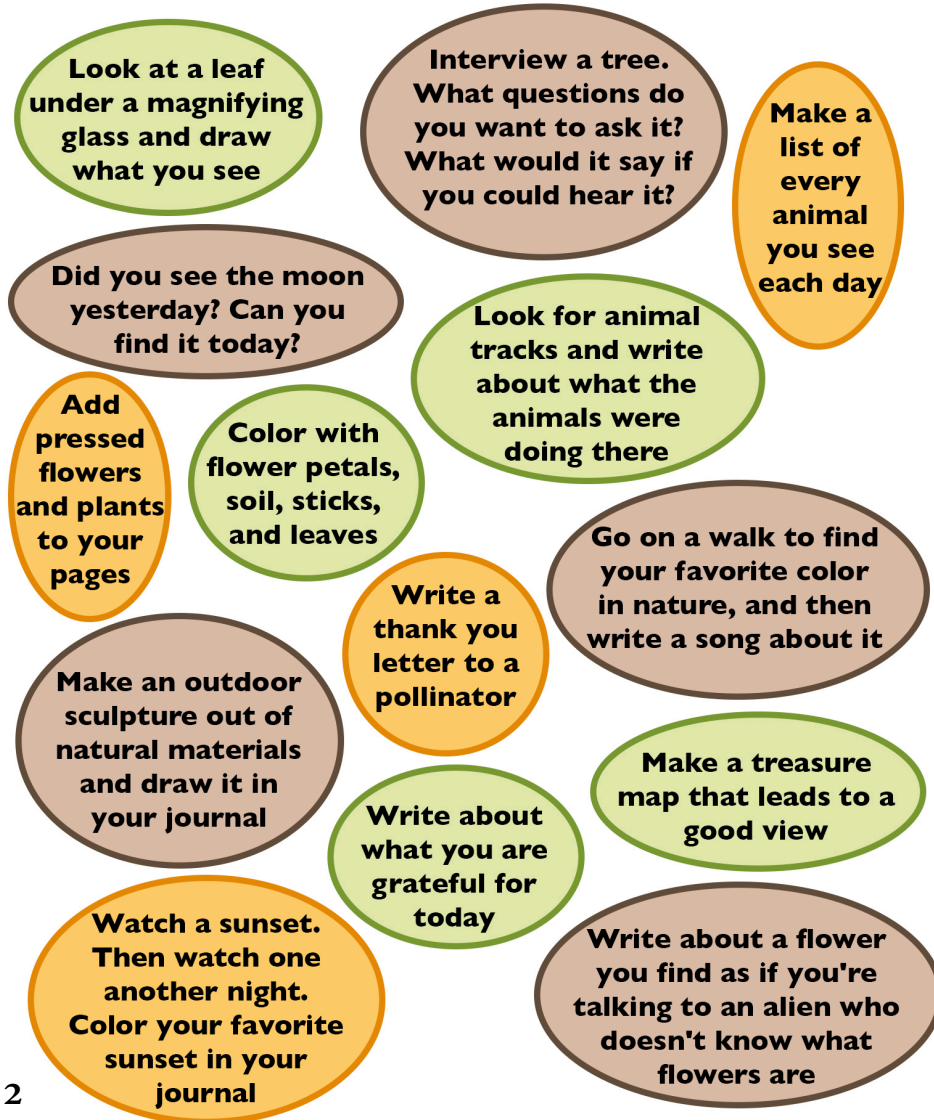 Look at a leaf
under a magnifying
glass and draw
what you see
Interview a tree.
What questions do
you want to ask it?
What would it say if
you could hear it?
Make a
list of
every
animal
you see
each day
Did you see the moon
yesterday? Can you
find it today?
Look for animal
tracks and write
about what the
animals were
doing there
Add
pressed
flowers
and plants
to your
pages
Color with
flower petals,
soil, sticks,
and leaves
Go on a walk to find
your favorite color
in nature, and then
write a song about it
Write a
thank you
letter to a
pollinator
Make an outdoor
sculpture out of
natural materials
and draw it in
your journal
Make a treasure
map that leads to a
good view
Write about
what you are
grateful for
today
Watch a sunset.
Then watch one
another night.
Color your favorite
sunset in your
journal
Write about a flower
you find as if you're
talking to an alien who
doesn't know what
flowers are
2